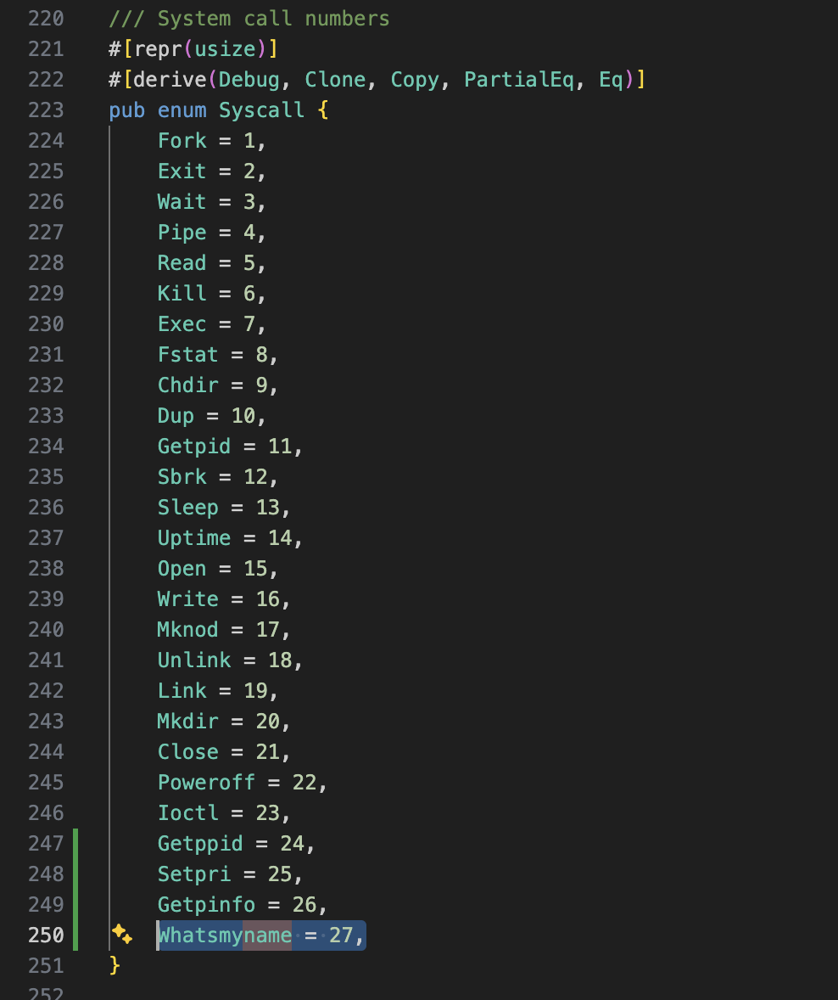 220 /// System call numbers
221 #[repr(usize)]
222 #[derive(Debug, Clone, Copy, PartialEq, Eq)]
223 pub enum Syscall {
224 Fork = 1,
225 Exit = 2,
226 Wait = 3,
227 Pipe = 4,
228 Read = 5,
229 Kill = 6,
230 Exec = 7,
231 Fstat = 8,
232 Chdir = 9,
233 Dup = 10,
234 Getpid = 11,
235 Sbrk = 12,
236 Sleep = 13,
237 Uptime = 14,
238 Open = 15,
239 Write = 16,
240 Mknod = 17,
241 Unlink = 18,
242 Link = 19,
243 Mkdir = 20,
244 Close = 21,
245 Poweroff = 22,
246 Ioctl = 23,
247 Getppid = 24,
248 Setpri = 25,
249 Getpinfo = 26,
250 Whatsmyname = 27,
251 }
252